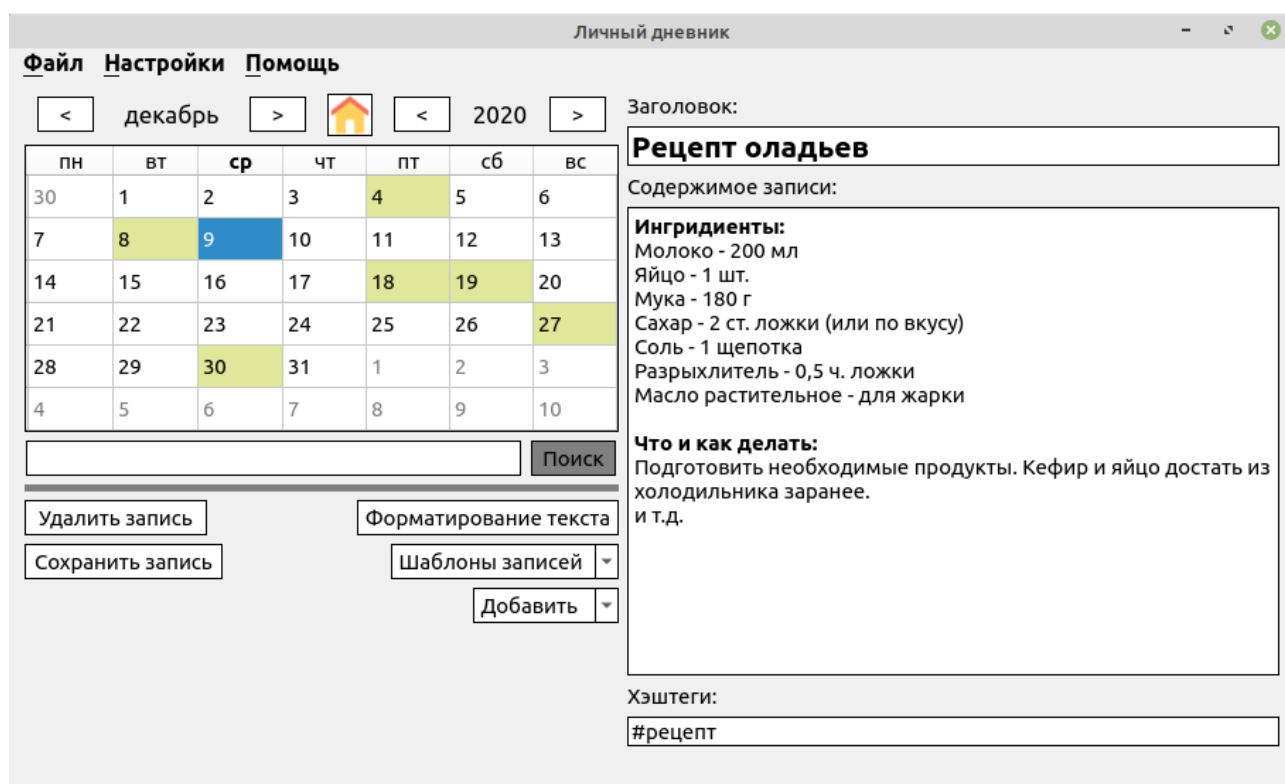 Личный дневник
Файл Настройки Помощь
< декабрь > < 2020 >
пн вт ср чт пт сб вс
30 1 2 3 4 5 6
7 8 9 10 11 12 13
14 15 16 17 18 19 20
21 22 23 24 25 26 27
28 29 30 31 1 2 3
4 5 6 7 8 9 10
Поиск
Удалить запись Форматирование текста
Сохранить запись Шаблоны записей
Добавить
Заголовок:
Рецепт оладьев
Содержимое записи:
Ингридиенты:
Молоко - 200 мл
Яйцо - 1 шт.
Мука - 180 г
Сахар - 2 ст. ложки (или по вкусу)
Соль - 1 щепотка
Разрыхлитель - 0,5 ч. ложки
Масло растительное - для жарки
Что и как делать:
Подготовить необходимые продукты. Кефир и яйцо достать из
холодильника заранее.
и т.д.
Хэштеги:
#рецепт